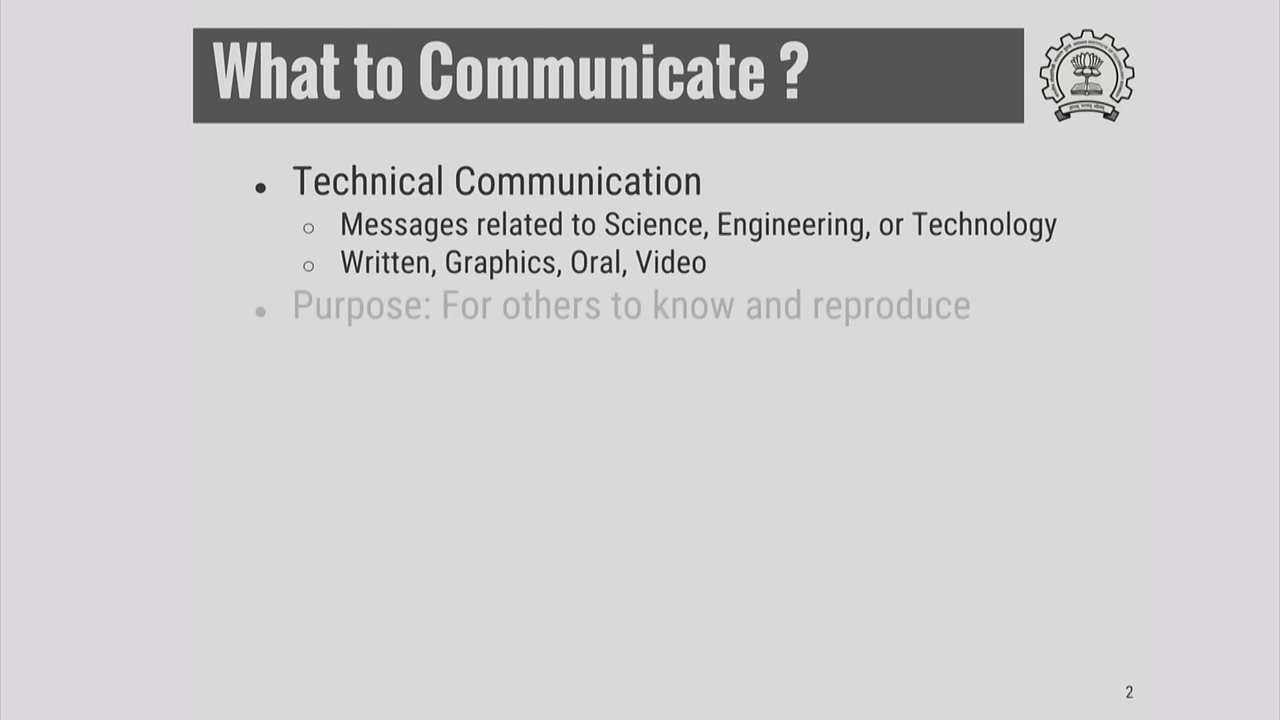 What to Communicate ?
● Technical Communication
○ Messages related to Science, Engineering, or Technology
○ Written, Graphics, Oral, Video
● Purpose: For others to know and reproduce
2